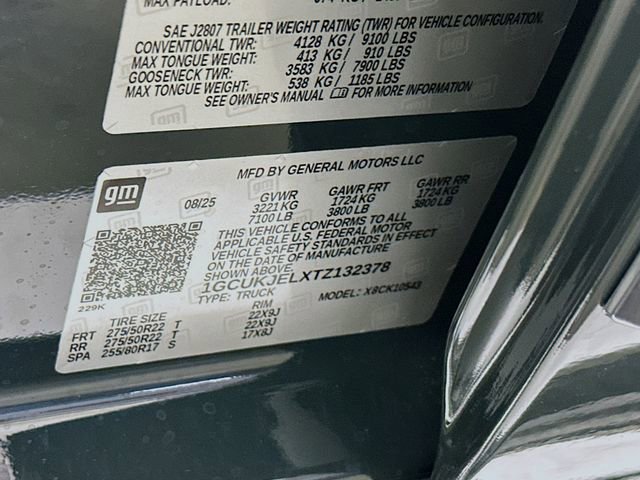 MAX PAYLOAD:
SAE J2807 TRAILER WEIGHT RATING (TWR) FOR VEHICLE CONFIGURATION.
CONVENTIONAL TWR: 4128 KG / 9100 LBS
MAX TONGUE WEIGHT: 413 KG / 910 LBS
GOOSENECK TWR: 3583 KG / 7900 LBS
MAX TONGUE WEIGHT: 538 KG / 1185 LBS
SEE OWNER'S MANUAL FOR MORE INFORMATION
gm
MFD BY GENERAL MOTORS LLC
08/25 GVWR GAWR FRT GAWR RR
3221 KG 1724 KG 1724 KG
7100 LB 3800 LB 3800 LB
THIS VEHICLE CONFORMS TO ALL
APPLICABLE U.S. FEDERAL MOTOR
VEHICLE SAFETY STANDARDS IN EFFECT
ON THE DATE OF MANUFACTURE
SHOWN ABOVE.
1GCUKJELXTZ132378
TYPE: TRUCK MODEL: X8CK10543
229K
TIRE SIZE RIM
FRT 275/50R22 T 22X9J
RR 275/50R22 T 22X9J
SPA 255/80R17 S 17X8J